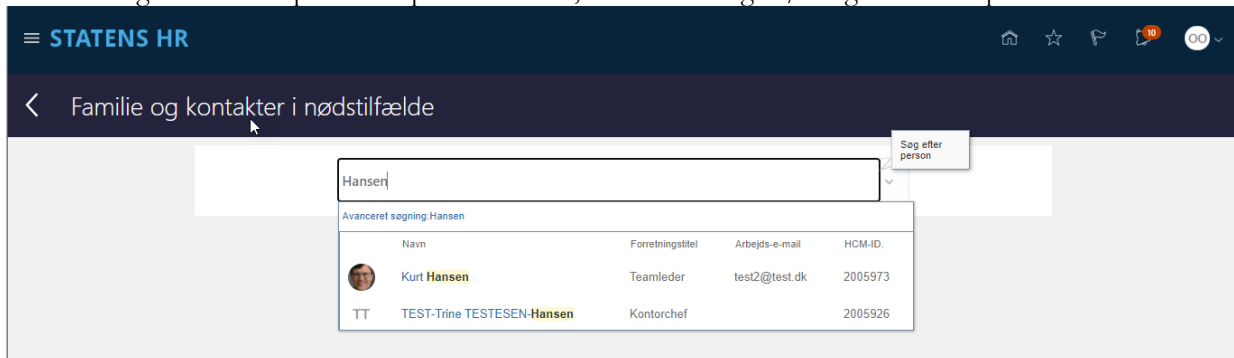 STATENS HR
10
OO
Familie og kontakter i nødstilfælde
Søg efter
person
Hansen
Avanceret søgning:Hansen
Navn Forretningstitel Arbejds-e-mail HCM-ID.
Kurt Hansen Teamleder test2@test.dk 2005973
TT TEST-Trine TESTESEN-Hansen Kontorchef 2005926